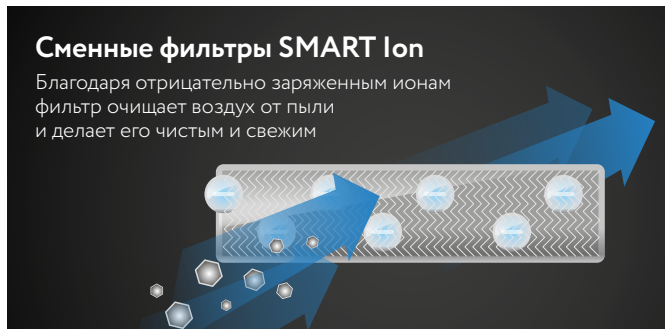 Сменные фильтры SMART Ion
Благодаря отрицательно заряженным ионам
фильтр очищает воздух от пыли
и делает его чистым и свежим